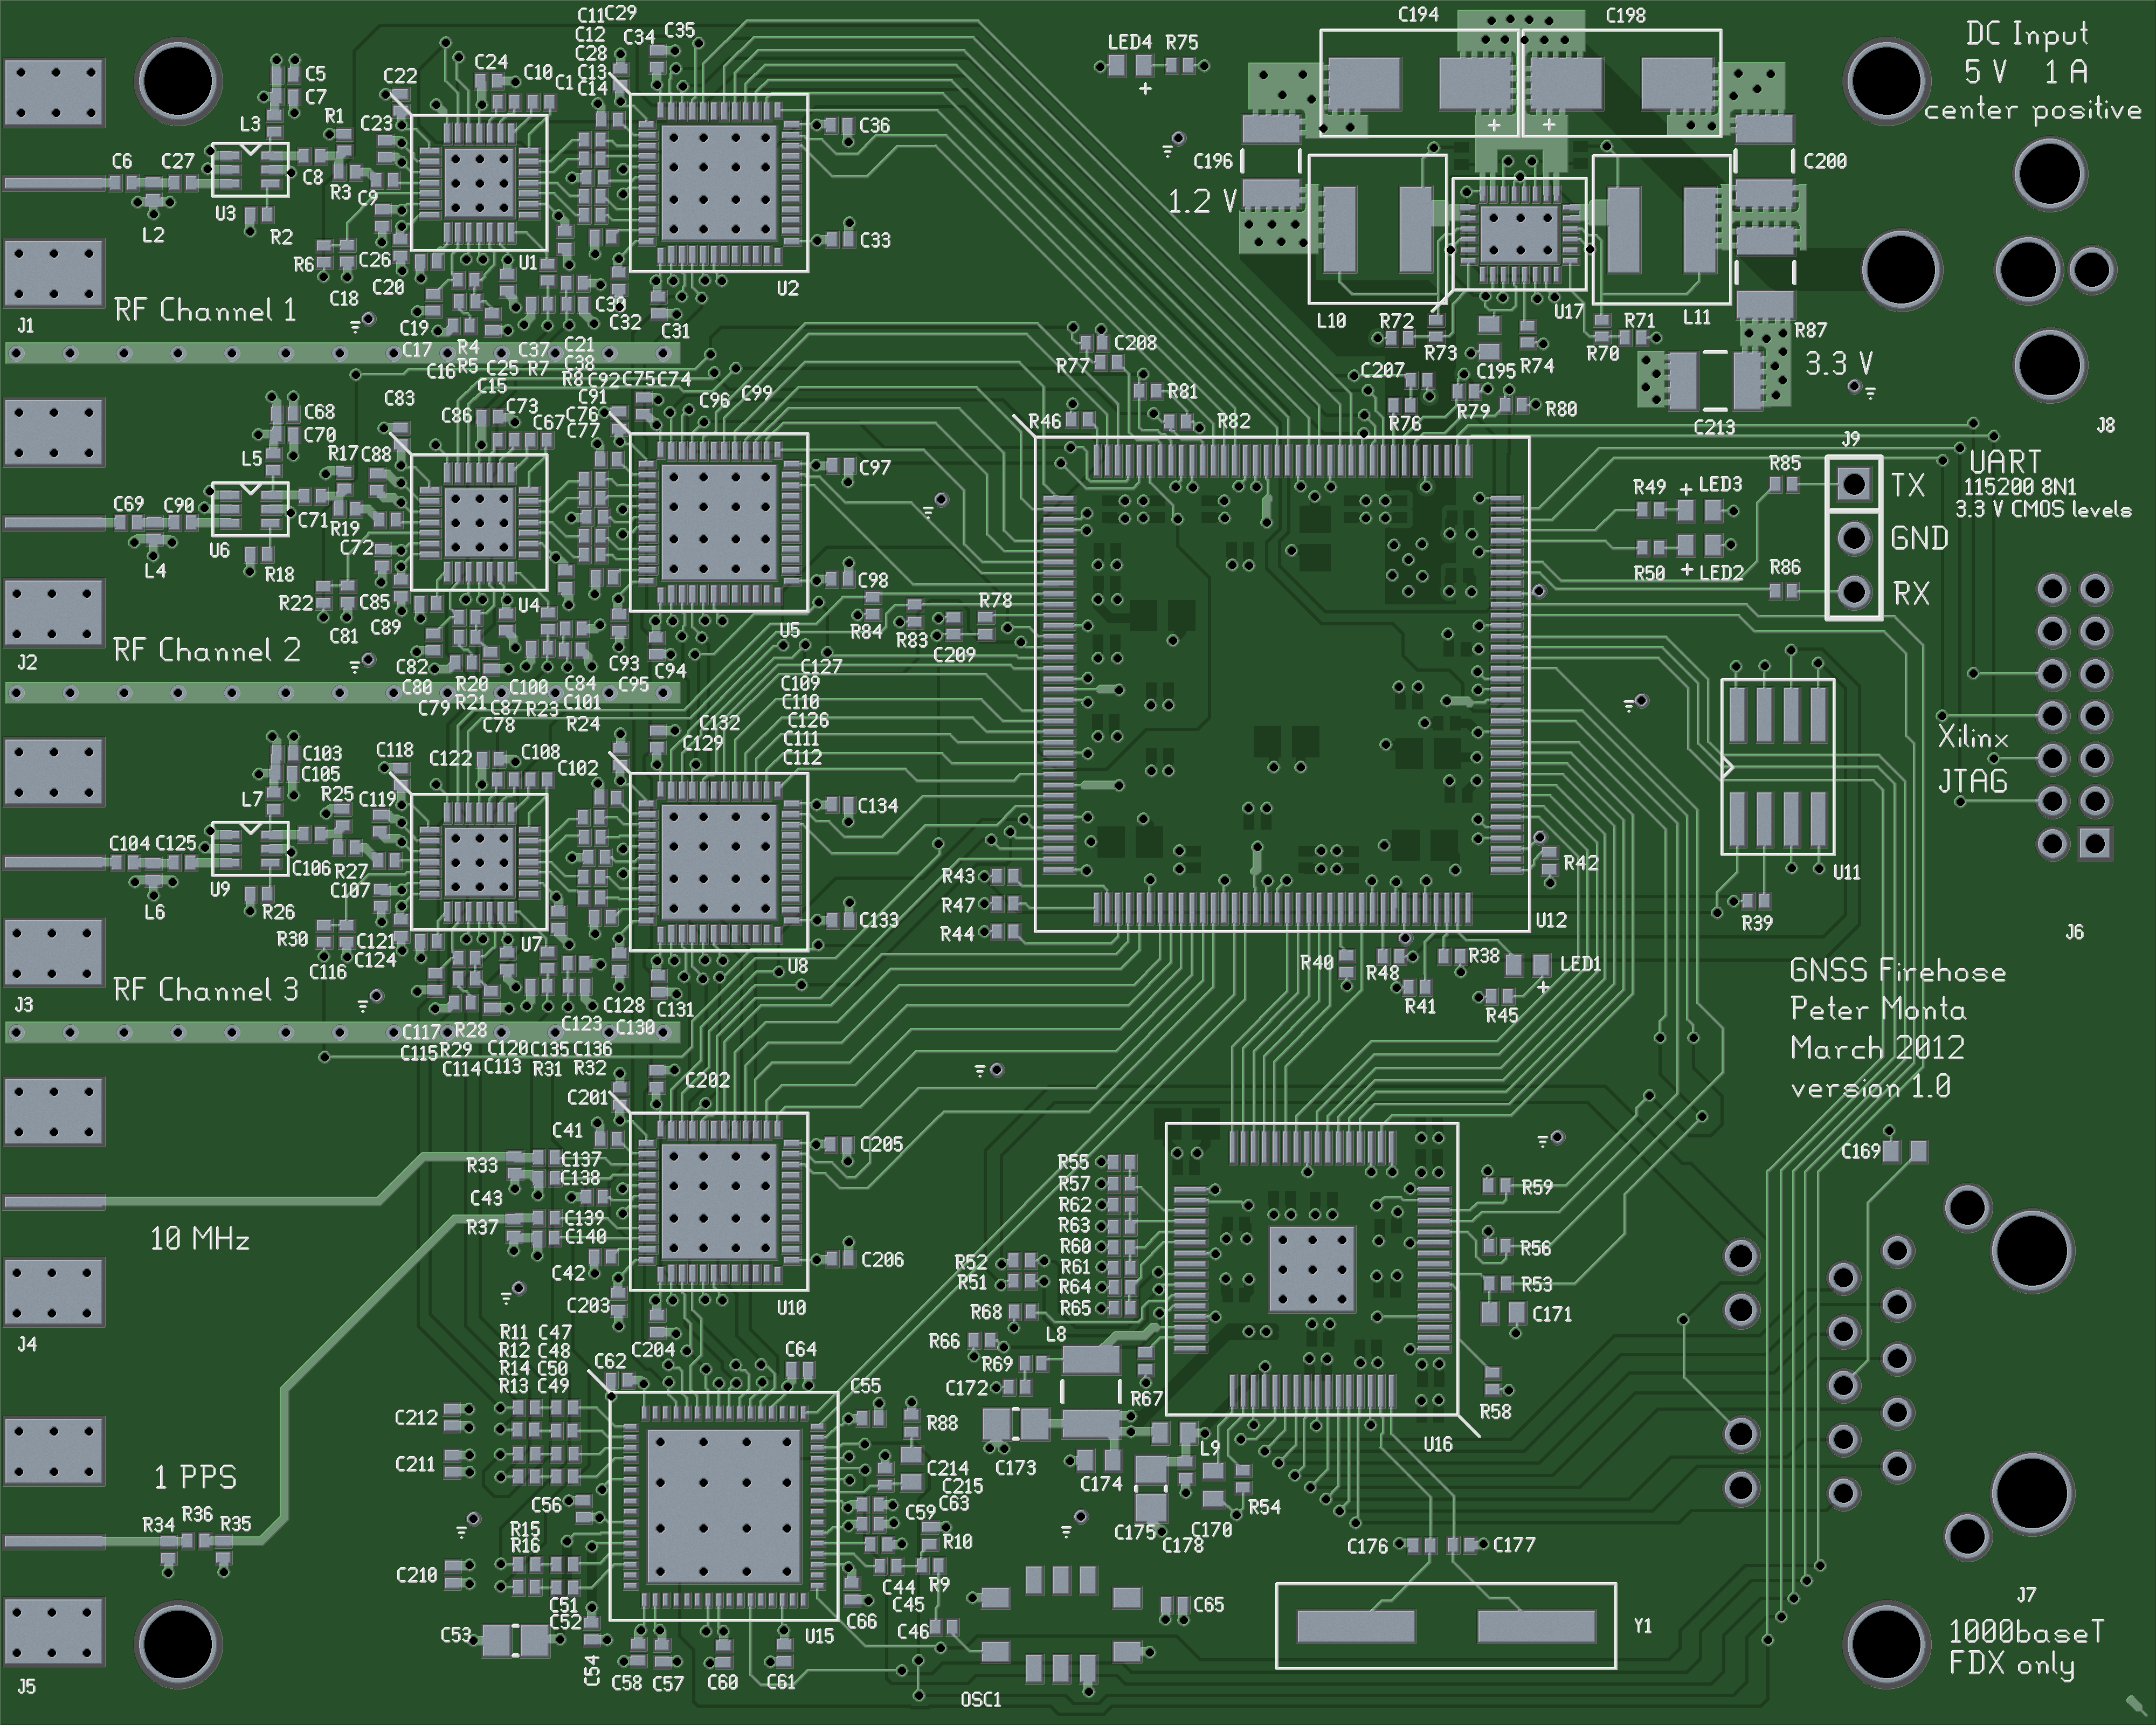 C11 C29
C12
C28
C13
C14
C34
C35
C194
C198
DC Input
5 V 1 A
center positive
LED4
R75
+
C5
C7
C22
C24
C10
C1
R1
L3
C23
C36
C6
C27
C8
R3
C9
C196
C200
1.2 V
+
+
L2
U3
R2
R6
C26
C20
U1
C33
U2
C18
C19
C30
C32
C31
RF Channel 1
J1
L10
R72
R73
U17
R74
R70
R71
L11
R87
3.3 V
C17
R4
C37
C21
C16
R5
C25
R7
C38
C15
R8
C92
C75
C74
C208
R77
C207
C195
R81
R82
R46
R76
R79
R80
C213
J9
J8
C83
C86
C73
C67
C91
C76
C77
C96
C99
C68
C70
L5
R17
C88
C97
UART
115200 8N1
3.3 V CMOS levels
R85
TX
R49
+
LED3
GND
R50
+
LED2
R86
RX
C69
C90
C71
R19
U6
C72
L4
R18
R22
C85
C89
C81
U4
C98
U5
R84
R83
R78
C209
RF Channel 2
J2
C82
C93
C94
C127
C80
R20
C100
C84
C95
C79
R21
C87
R23
C101
C78
R24
C109
C110
C126
C111
C112
C132
C129
C118
C122
C108
C102
C103
C105
L7
R25
C119
C134
Xilinx
JTAG
C104
C125
C106
R27
C107
U9
L6
R26
R30
C121
C124
C116
U7
C133
U8
R43
R47
R44
R42
U12
U11
R39
J6
RF Channel 3
J3
C128
C131
R40
R48
R38
LED1
+
R41
R45
GNSS Firehose
Peter Monta
March 2012
version 1.0
C117
R28
C123
C130
C115
R29
C120
C135
C136
C114
C113
R31
R32
C201
C202
C41
R33
C137
C138
C205
C43
R37
C139
C140
C42
C206
C203
U10
C204
10 MHz
J4
R55
R57
R62
R63
R60
R61
R64
R65
R52
R51
R68
R66
R69
L8
C172
R67
R59
R56
R53
C171
R58
U16
C169
R11 C47
R12 C48
R14 C50
R13 C49
C62
C64
C55
C212
C211
R88
C214
C215
C173
C174
L9
C175
C178
C170
R54
1 PPS
R34
R36
R35
C56
R15
R16
C63
C59
R10
C44
R9
C45
C46
C66
C210
C51
C52
C53
C54
C58
C57
C60
C61
U15
C65
OSC1
C176
C177
Y1
J5
J7
1000baseT
FDX only